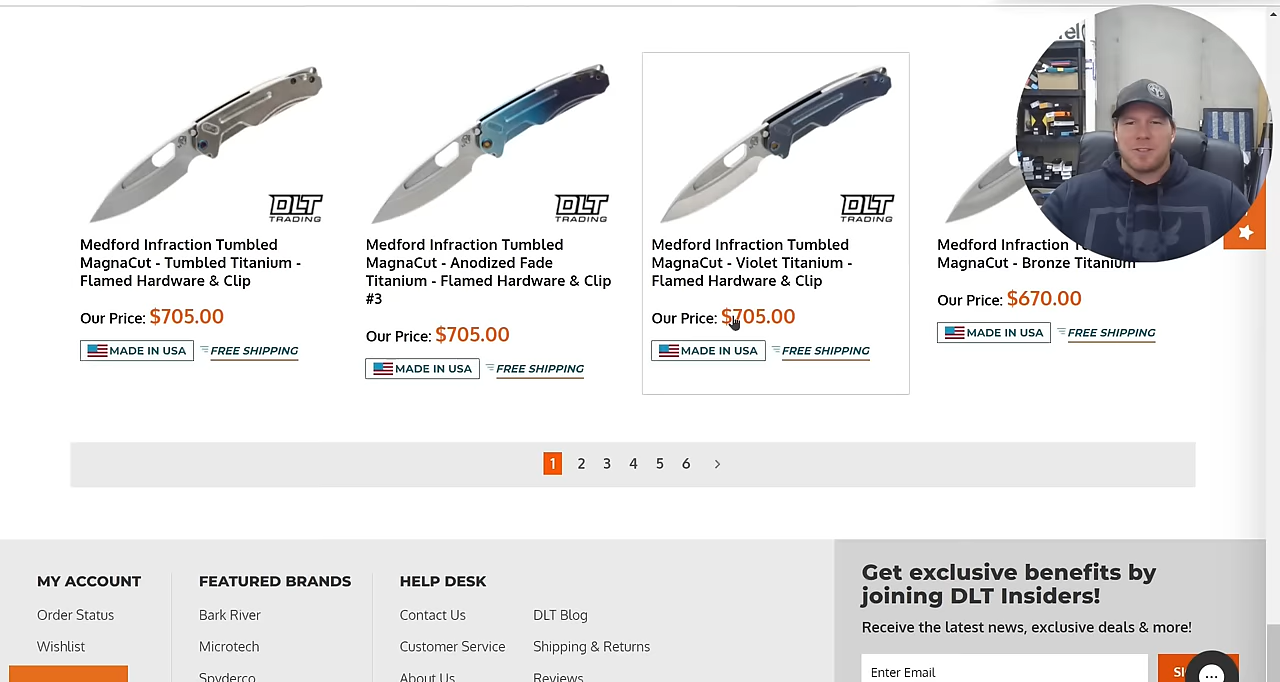 DLT
TRADING
DLT
TRADING
DLT
TRADING
Medford Infraction Tumbled
MagnaCut - Tumbled Titanium -
Flamed Hardware & Clip
Our Price: $705.00
MADE IN USA FREE SHIPPING
Medford Infraction Tumbled
MagnaCut - Anodized Fade
Titanium - Flamed Hardware & Clip
#3
Our Price: $705.00
MADE IN USA FREE SHIPPING
Medford Infraction Tumbled
MagnaCut - Violet Titanium -
Flamed Hardware & Clip
Our Price: $705.00
MADE IN USA FREE SHIPPING
Medford Infraction
MagnaCut - Bronze Titanium
Our Price: $670.00
MADE IN USA FREE SHIPPING
1 2 3 4 5 6 >
MY ACCOUNT
Order Status
Wishlist
FEATURED BRANDS
Bark River
Microtech
Spyderco
HELP DESK
Contact Us
Customer Service
About Us
DLT Blog
Shipping & Returns
Reviews
Get exclusive benefits by
joining DLT Insiders!
Receive the latest news, exclusive deals & more!
Enter Email